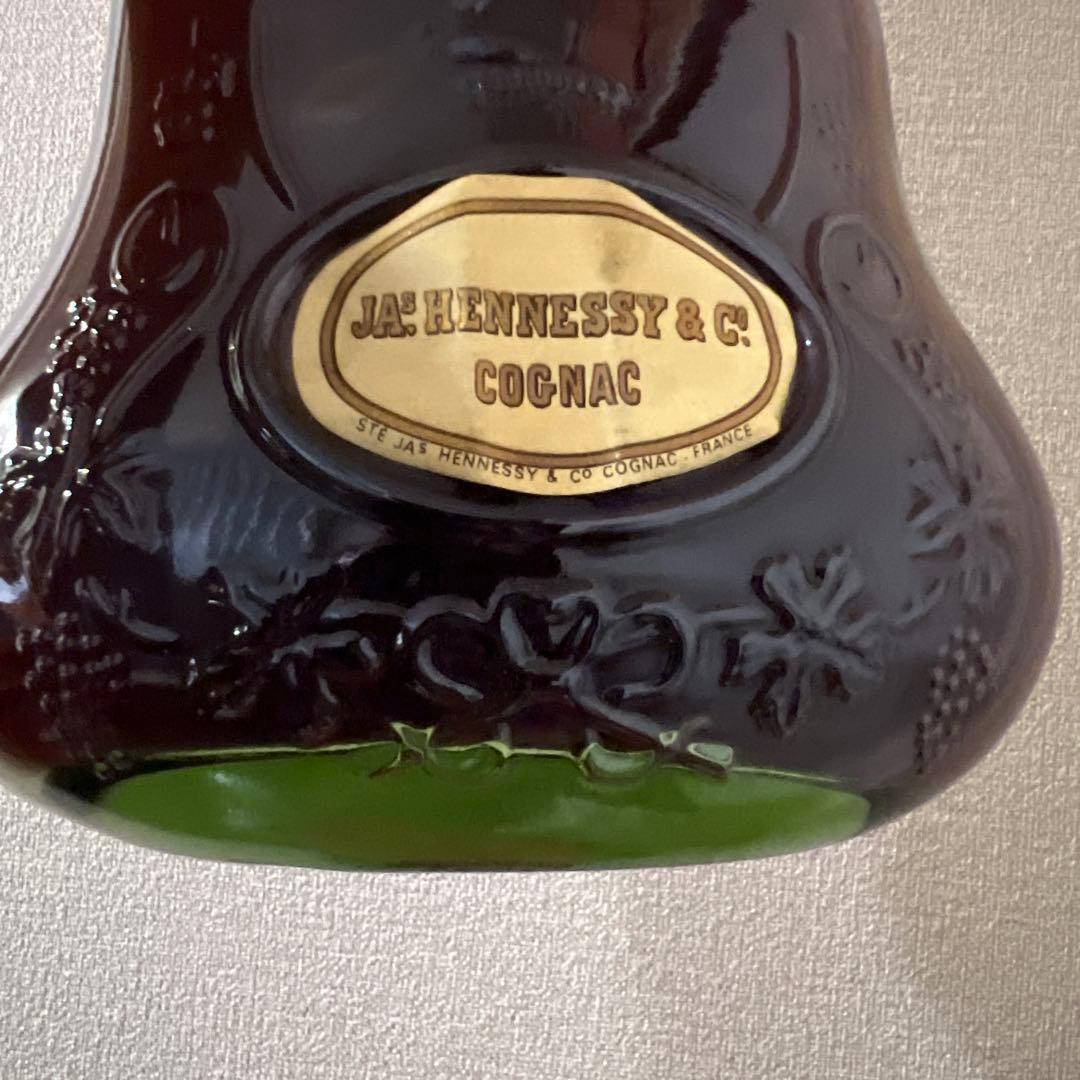 JAS. HENNESSY & Cº.
COGNAC
STÉ JAS HENNESSY & Cº COGNAC - FRANCE